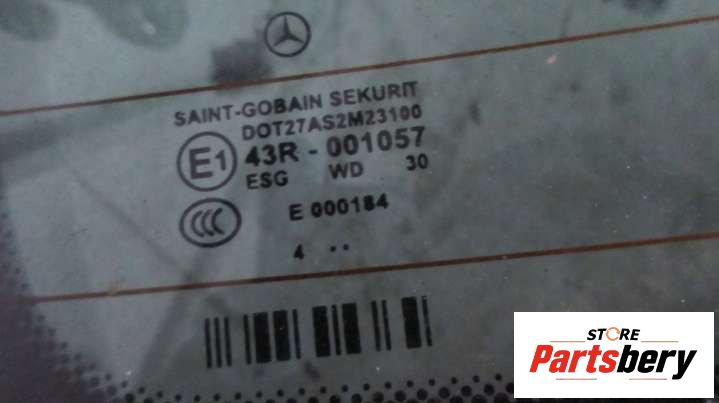 SAINT-GOBAIN SEKURIT
DOT27AS2M23100
E1 43R - 001057
ESG WD 30
CCC E 000184
4 ..
STORE
Partsbery